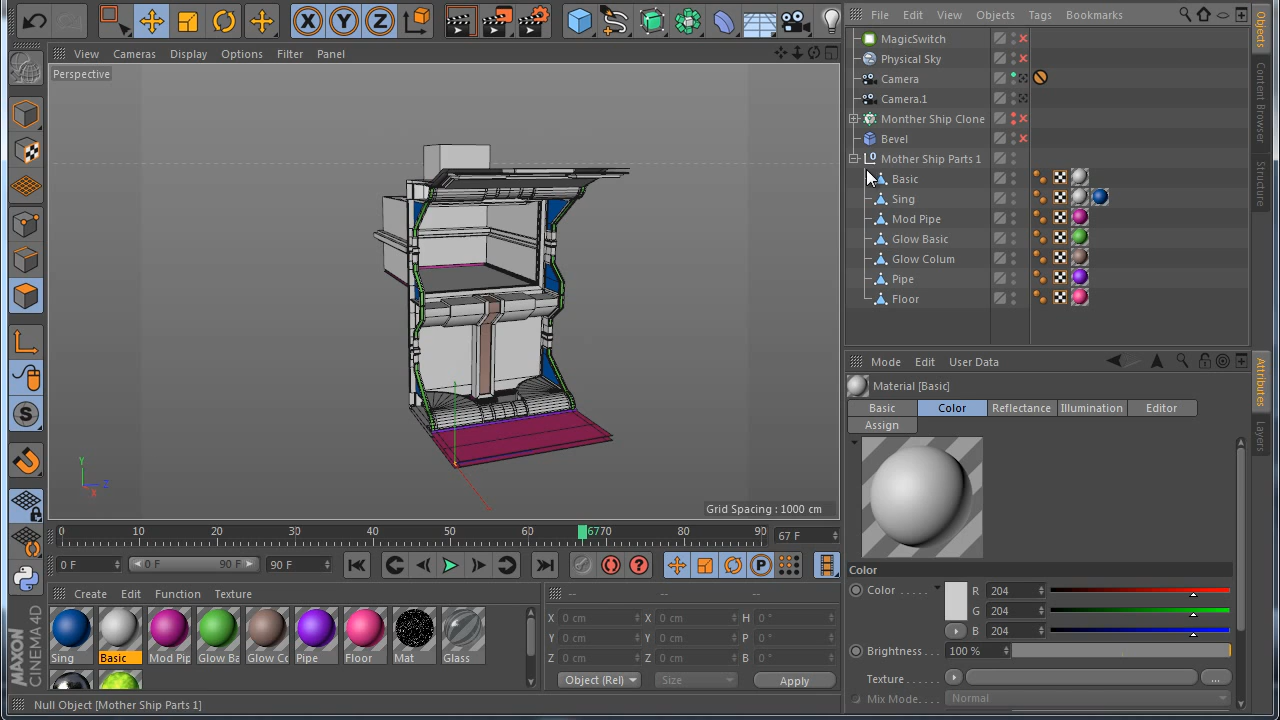 View Cameras Display Options Filter Panel
Perspective
Grid Spacing : 1000 cm
File Edit View Objects Tags Bookmarks
MagicSwitch
Physical Sky
Camera
Camera.1
Monther Ship Clone
Bevel
Mother Ship Parts 1
Basic
Sing
Mod Pipe
Glow Basic
Glow Colum
Pipe
Floor
Objects
Content Browser
Structure
Mode Edit User Data
Material [Basic]
Basic Color Reflectance Illumination Editor
Assign
Color
Color R 204
G 204
B 204
Brightness 100 %
Texture
Mix Mode Normal
Attributes
Layers
X Y Z
0 10 20 30 40 50 60 6770 80 90 67 F
0 F 0 F 90 F 90 F
Create Edit Function Texture
Sing Basic Mod Pip Glow Ba Glow Co Pipe Floor Mat Glass
-- -- --
X 0 cm X 0 cm H 0 °
Y 0 cm Y 0 cm P 0 °
Z 0 cm Z 0 cm B 0 °
Object (Rel) Size Apply
MAXON
CINEMA 4D
Null Object [Mother Ship Parts 1]